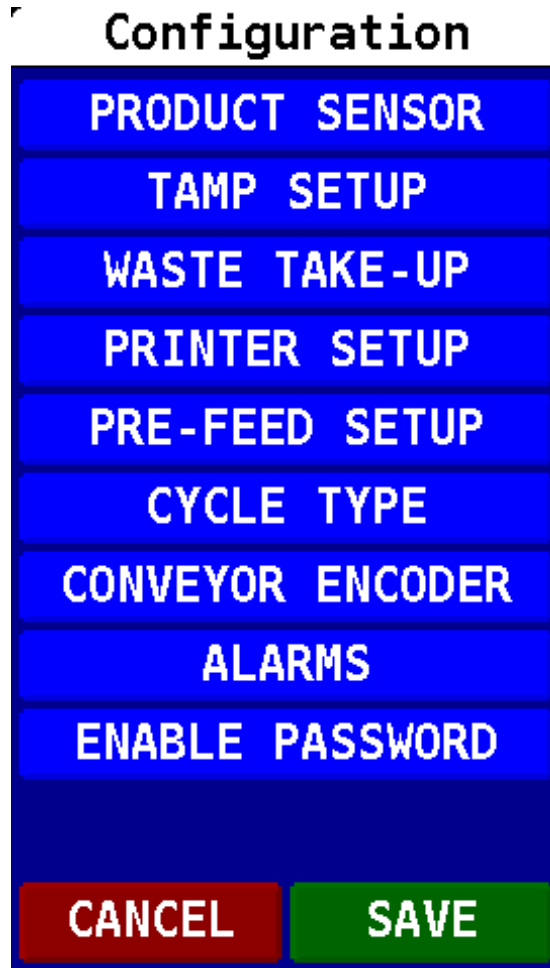 Configuration
PRODUCT SENSOR
TAMP SETUP
WASTE TAKE-UP
PRINTER SETUP
PRE-FEED SETUP
CYCLE TYPE
CONVEYOR ENCODER
ALARMS
ENABLE PASSWORD
CANCEL SAVE